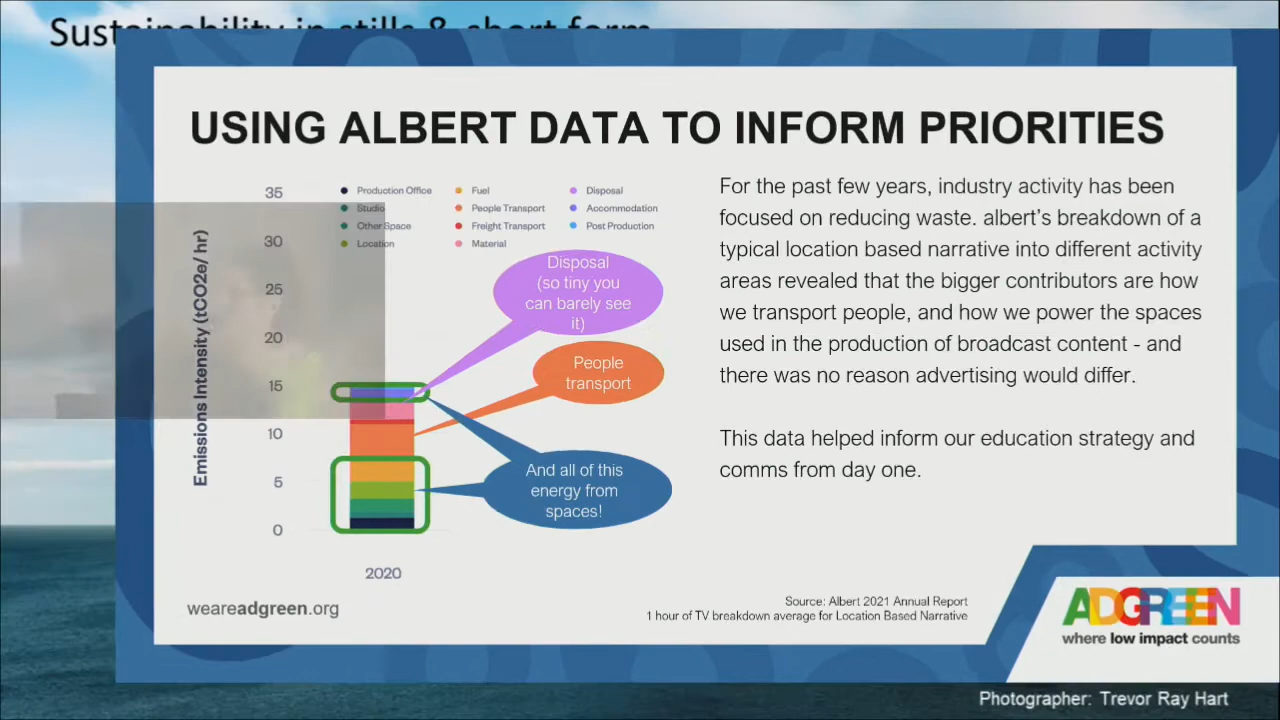 Sustainability in stills & short form
USING ALBERT DATA TO INFORM PRIORITIES
35
30
25
20
15
10
5
0
Emissions Intensity (tCO2e/ hr)
Production Office
Studio
Other Space
Location
Fuel
People Transport
Freight Transport
Material
Disposal
Accommodation
Post Production
Disposal
(so tiny you
can barely see
it)
People
transport
And all of this
energy from
spaces!
2020
For the past few years, industry activity has been
focused on reducing waste. albert’s breakdown of a
typical location based narrative into different activity
areas revealed that the bigger contributors are how
we transport people, and how we power the spaces
used in the production of broadcast content - and
there was no reason advertising would differ.
This data helped inform our education strategy and
comms from day one.
weareadgreen.org
Source: Albert 2021 Annual Report
1 hour of TV breakdown average for Location Based Narrative
ADGREEN
where low impact counts
Photographer: Trevor Ray Hart